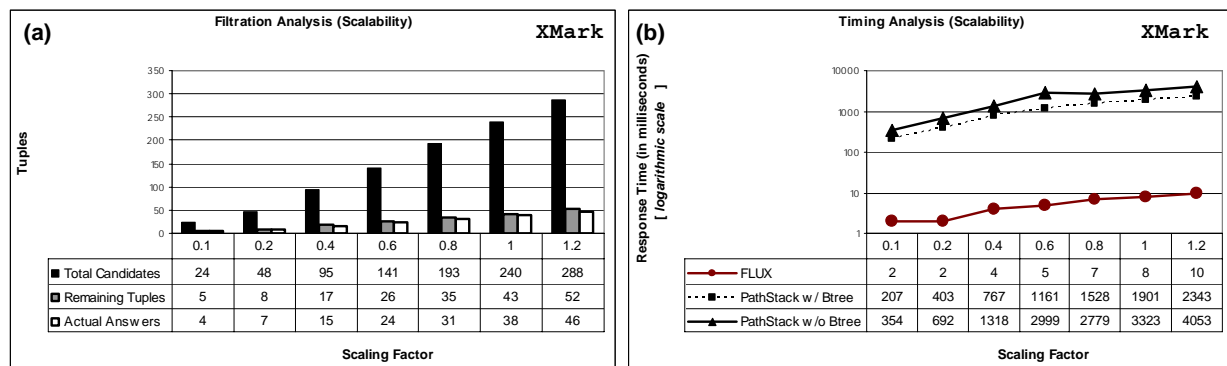 (a)
Filtration Analysis (Scalability)
XMark
Tuples
350
300
250
200
150
100
50
0
0.1 0.2 0.4 0.6 0.8 1 1.2
Total Candidates 24 48 95 141 193 240 288
Remaining Tuples 5 8 17 26 35 43 52
Actual Answers 4 7 15 24 31 38 46
Scaling Factor
(b)
Timing Analysis (Scalability)
XMark
Response Time (in milliseconds)
[ logarithmic scale ]
10000
1000
100
10
1
0.1 0.2 0.4 0.6 0.8 1 1.2
FLUX 2 2 4 5 7 8 10
PathStack w/ Btree 207 403 767 1161 1528 1901 2343
PathStack w/o Btree 354 692 1318 2999 2779 3323 4053
Scaling Factor